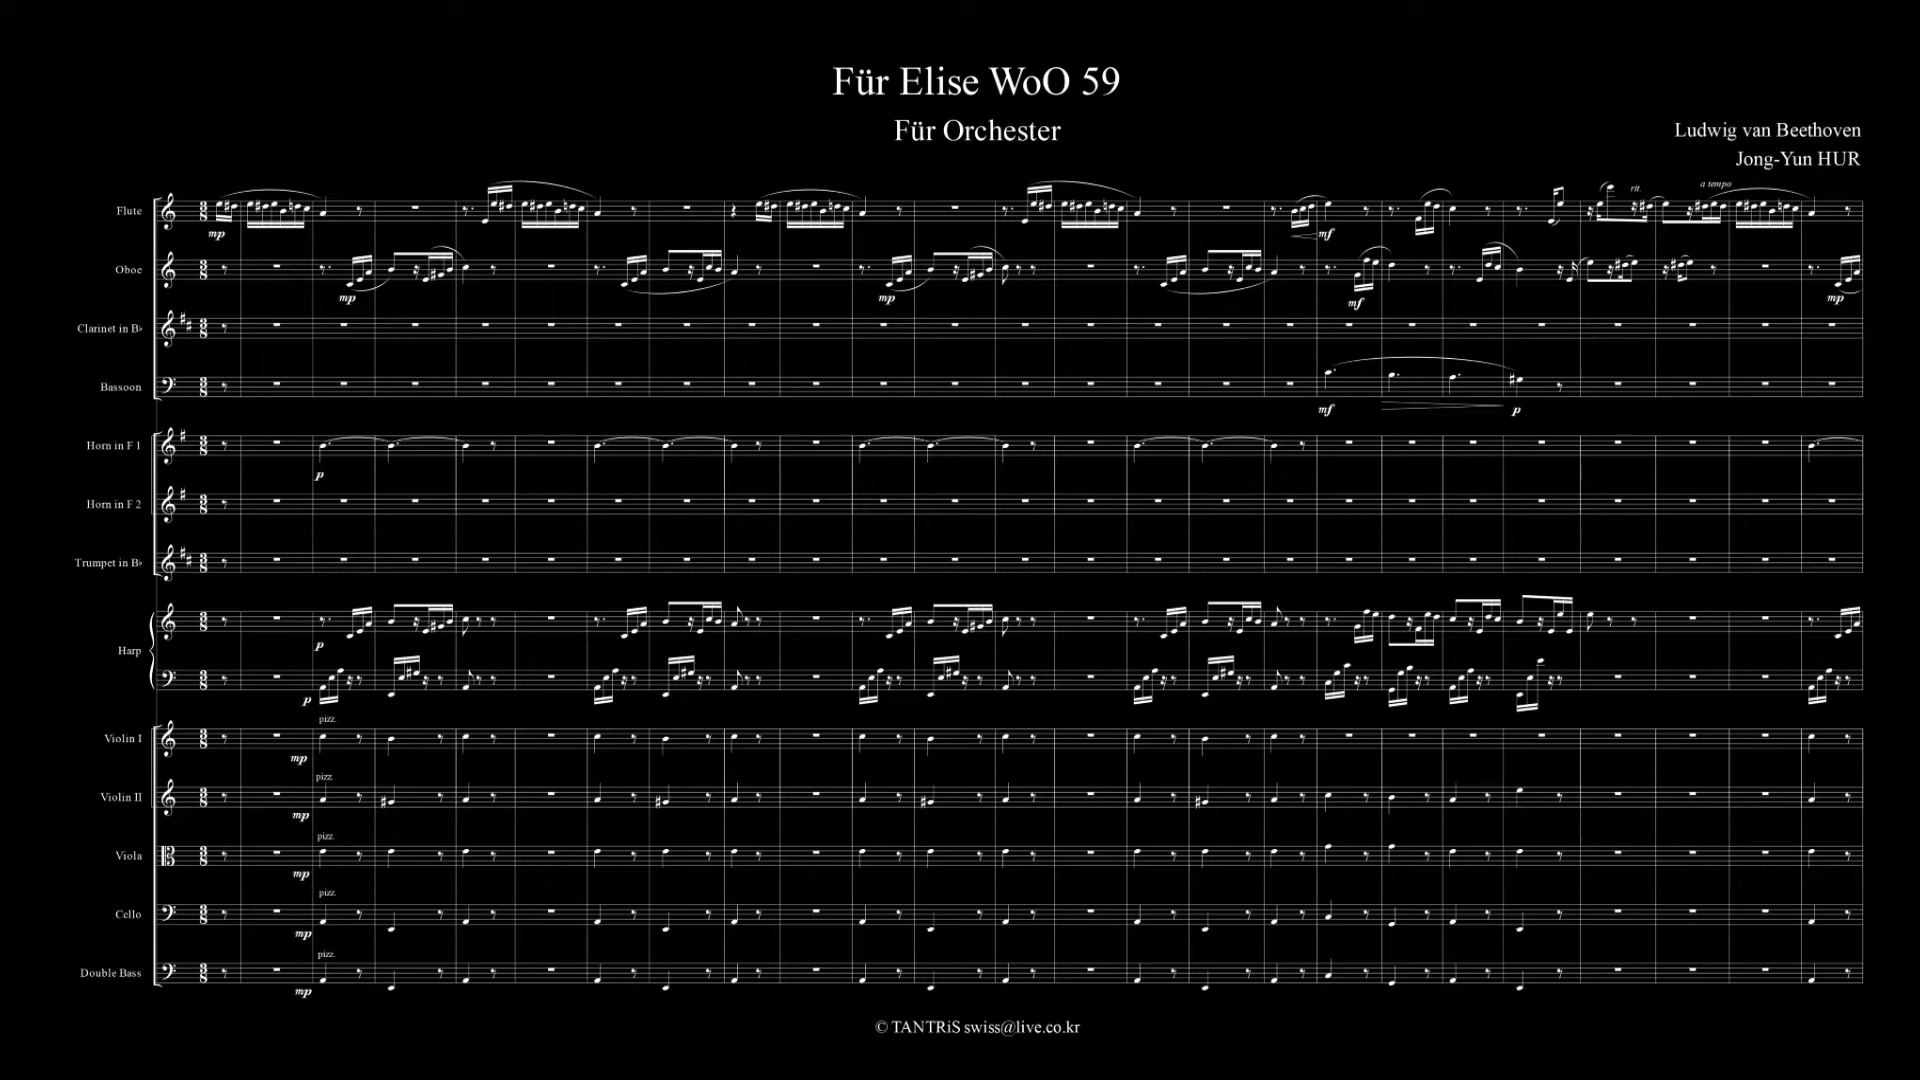 Für Elise WoO 59
Für Orchester
Ludwig van Beethoven
Jong-Yun HUR
rit.
a tempo
Flute
mp
mf
Oboe
mp
mp
mf
mp
Clarinet in B♭
Bassoon
mf
p
Horn in F 1
p
Horn in F 2
Trumpet in B♭
Harp
p
p
pizz.
Violin I
mp
pizz.
Violin II
mp
pizz.
Viola
mp
pizz.
Cello
mp
pizz.
Double Bass
mp
© TANTRiS swiss@live.co.kr